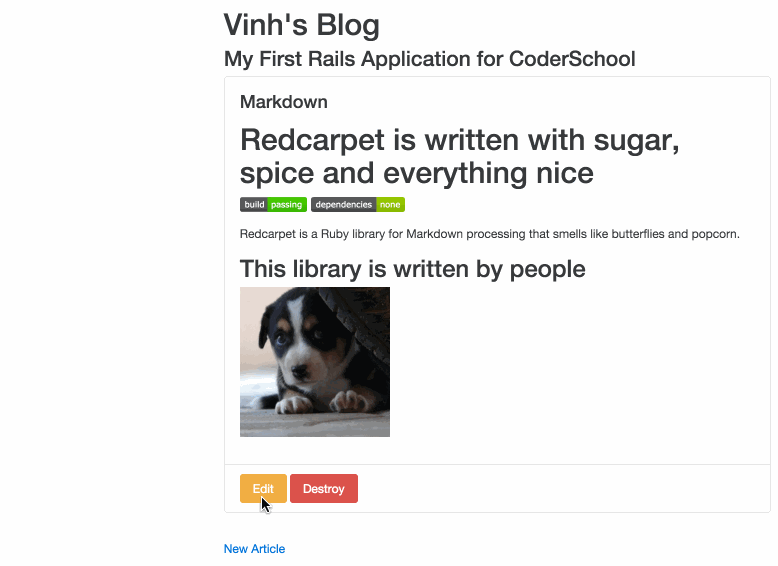 Vinh's Blog
My First Rails Application for CoderSchool
Markdown
Redcarpet is written with sugar,
spice and everything nice
build passing dependencies none
Redcarpet is a Ruby library for Markdown processing that smells like butterflies and popcorn.
This library is written by people
Edit Destroy
New Article